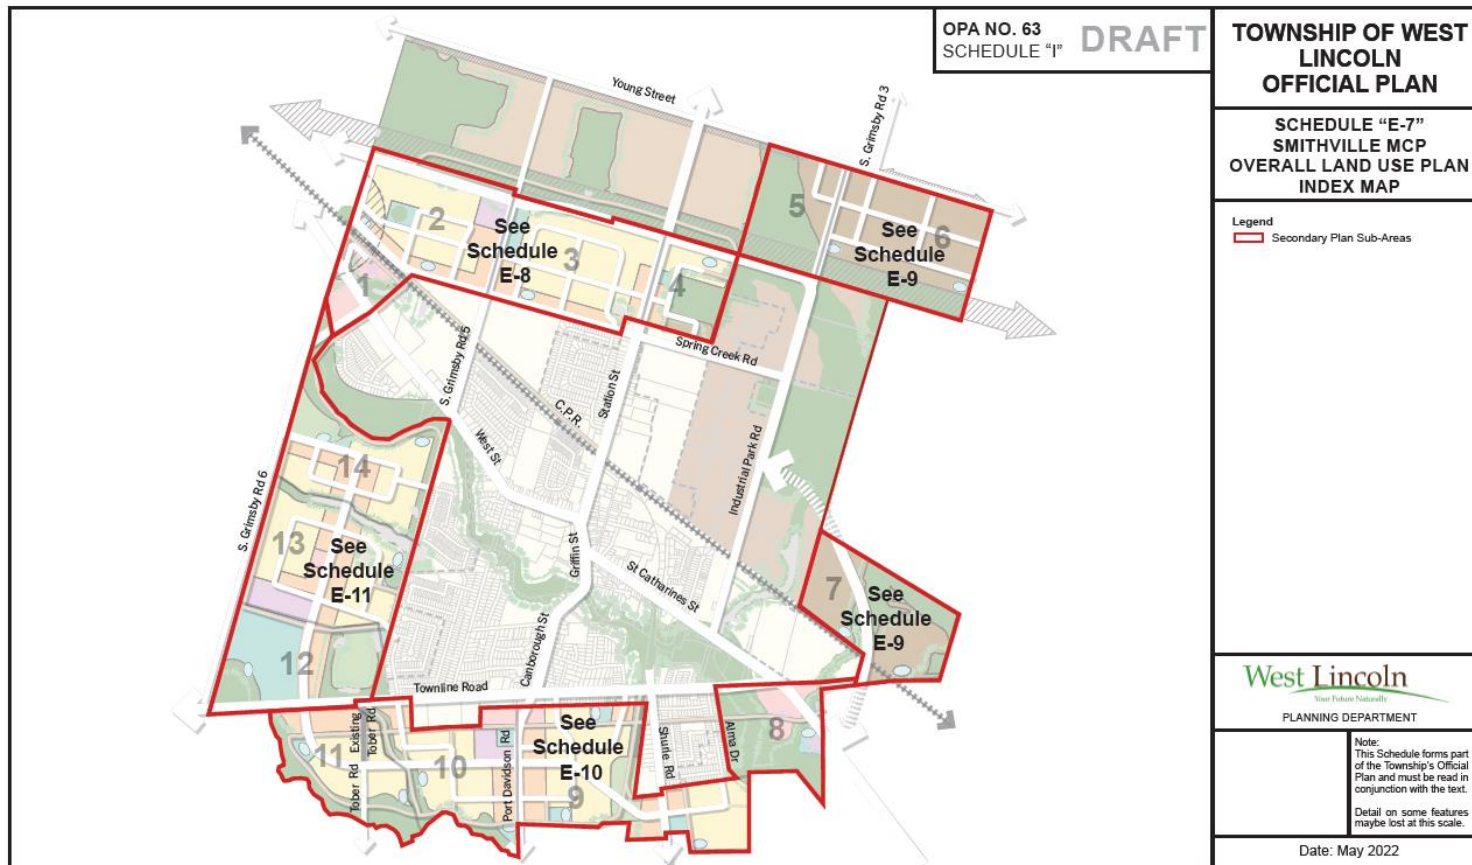 OPA NO. 63
SCHEDULE "I"
DRAFT
TOWNSHIP OF WEST
LINCOLN
OFFICIAL PLAN
SCHEDULE “E-7”
SMITHVILLE MCP
OVERALL LAND USE PLAN
INDEX MAP
Legend
Secondary Plan Sub-Areas
Young Street
S. Grimsby Rd 3
5
6
See
Schedule
E-9
2
See
Schedule
E-8
3
4
1
Spring Creek Rd
S. Grimsby Rd 5
C.P.R.
Station St
West St
Industrial Park Rd
S. Grimsby Rd 6
14
13
See
Schedule
E-11
12
Griffin St
St Catharines St
Canborough St
7
See
Schedule
E-9
Townline Road
11
Existing
Tober Rd
Tober Rd
10
Port Davidson Rd
See
Schedule
E-10
9
Shurie Rd
Alma Dr
8
West Lincoln
Your Future Naturally
PLANNING DEPARTMENT
Note:
This Schedule forms part
of the Township's Official
Plan and must be read in
conjunction with the text.
Detail on some features
maybe lost at this scale.
Date: May 2022